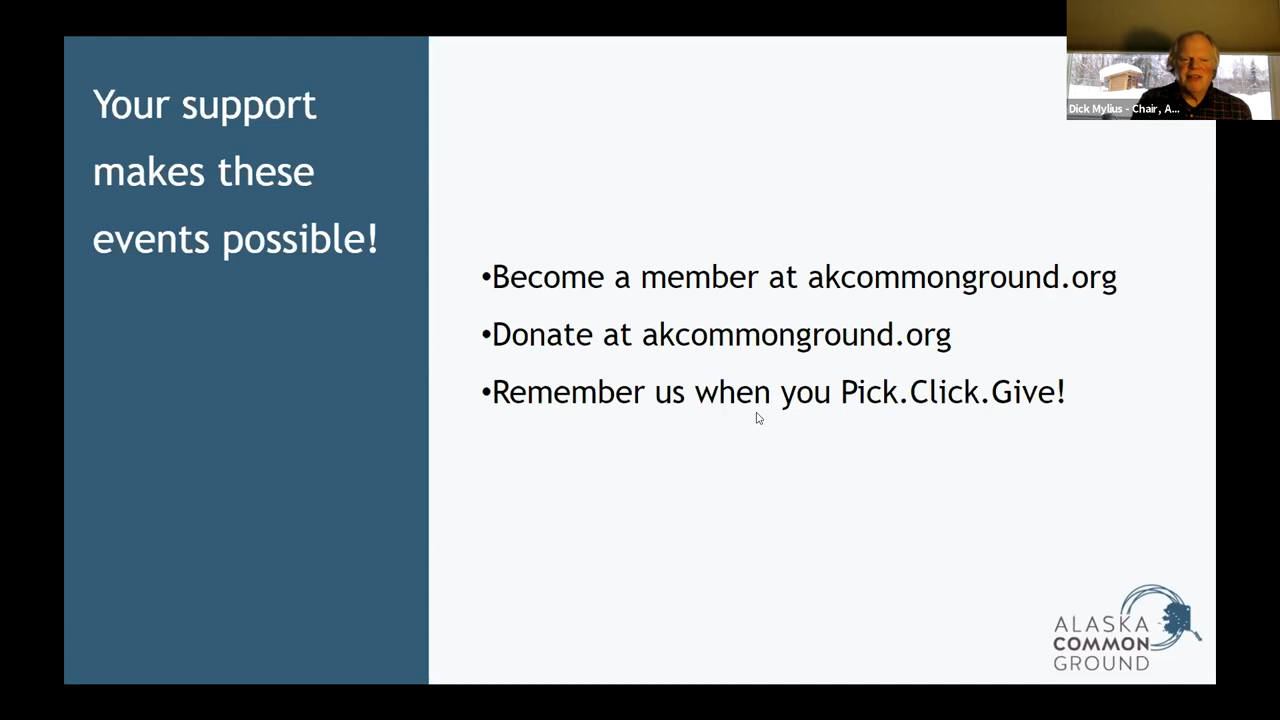 Your support
makes these
events possible!
Dick Mylius - Chair, A...
•Become a member at akcommonground.org
•Donate at akcommonground.org
•Remember us when you Pick.Click.Give!
ALASKA
COMMON
GROUND